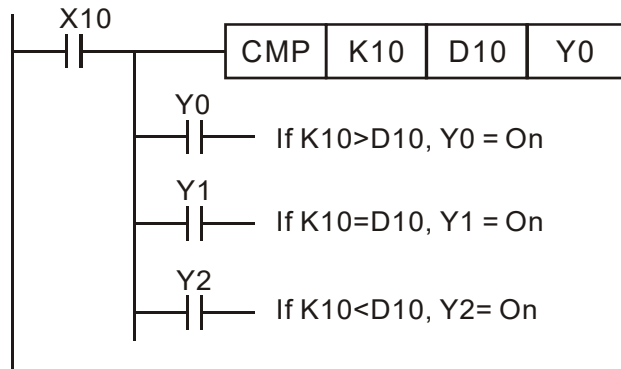 X10
CMP K10 D10 Y0
Y0
If K10>D10, Y0 = On
Y1
If K10=D10, Y1 = On
Y2
If K10<D10, Y2= On